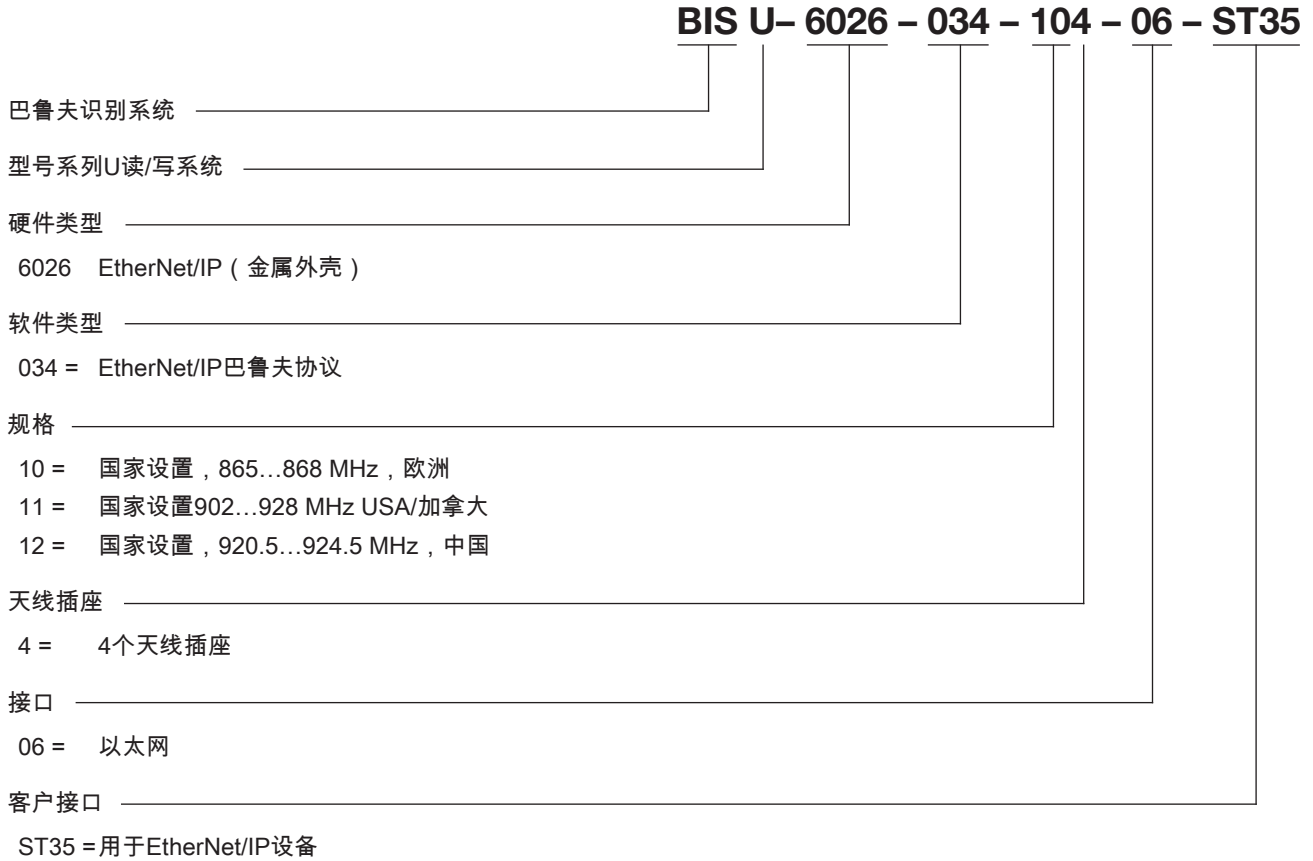 BIS U– 6026 – 034 – 104 – 06 – ST35
巴鲁夫识别系统
型号系列U读/写系统
硬件类型
6026 EtherNet/IP（金属外壳）
软件类型
034 = EtherNet/IP巴鲁夫协议
规格
10 = 国家设置，865…868 MHz，欧洲
11 = 国家设置902…928 MHz USA/加拿大
12 = 国家设置，920.5…924.5 MHz，中国
天线插座
4 = 4个天线插座
接口
06 = 以太网
客户接口
ST35 =用于EtherNet/IP设备